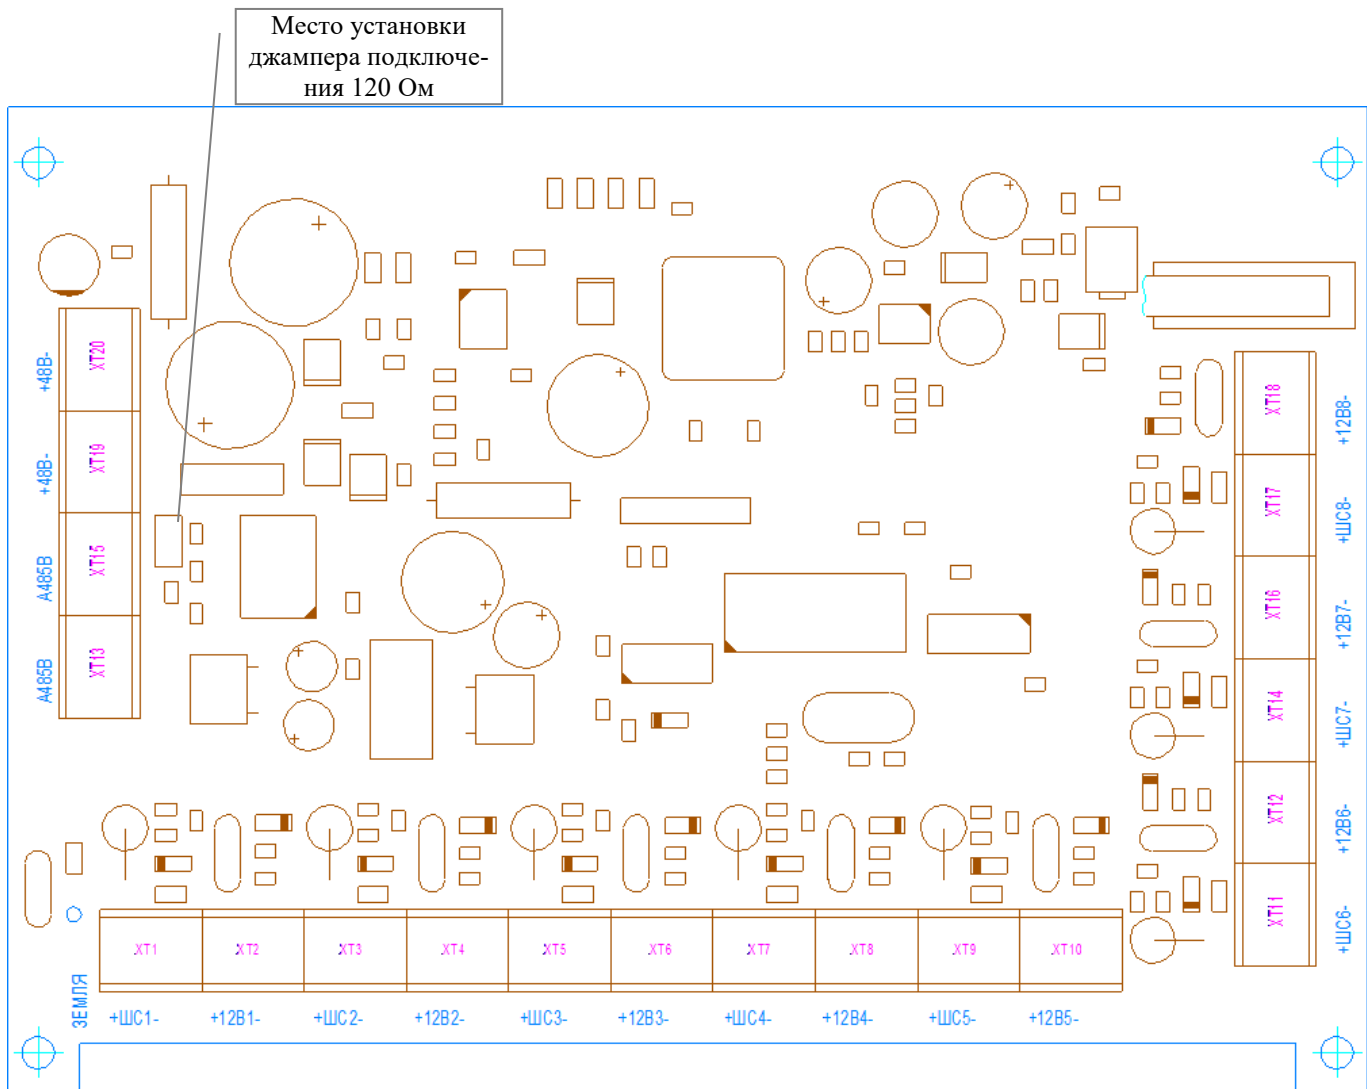 Место установки
джампера подключе-
ния 120 Ом
+48В-
XT20
+48В-
XT19
А485В
XT15
А485В
XT13
XT18
+12В8-
XT17
+ШС8-
XT16
+12В7-
XT14
+ШС7-
XT12
+12В6-
XT11
+ШС6-
XT1 XT2 XT3 XT4 XT5 XT6 XT7 XT8 XT9 XT10
ЗЕМЛЯ
+ШС1- +12В1- +ШС2- +12В2- +ШС3- +12В3- +ШС4- +12В4- +ШС5- +12В5-